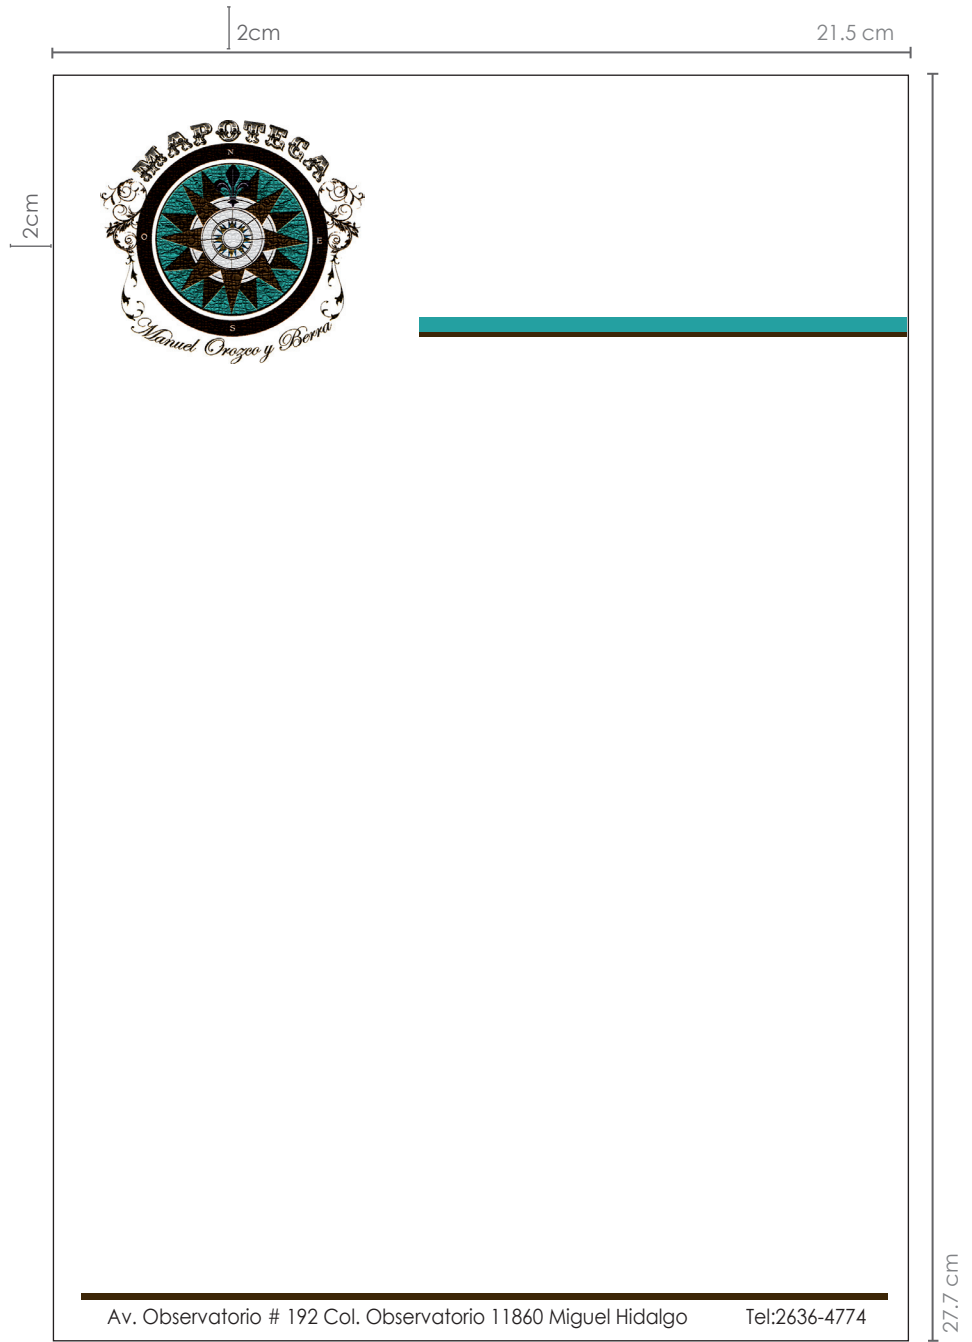 2cm
21.5 cm
2cm
MAPOTECA
N
O
E
S
Manuel Orozco y Berra
Av. Observatorio # 192 Col. Observatorio 11860 Miguel Hidalgo Tel:2636-4774
27.7 cm